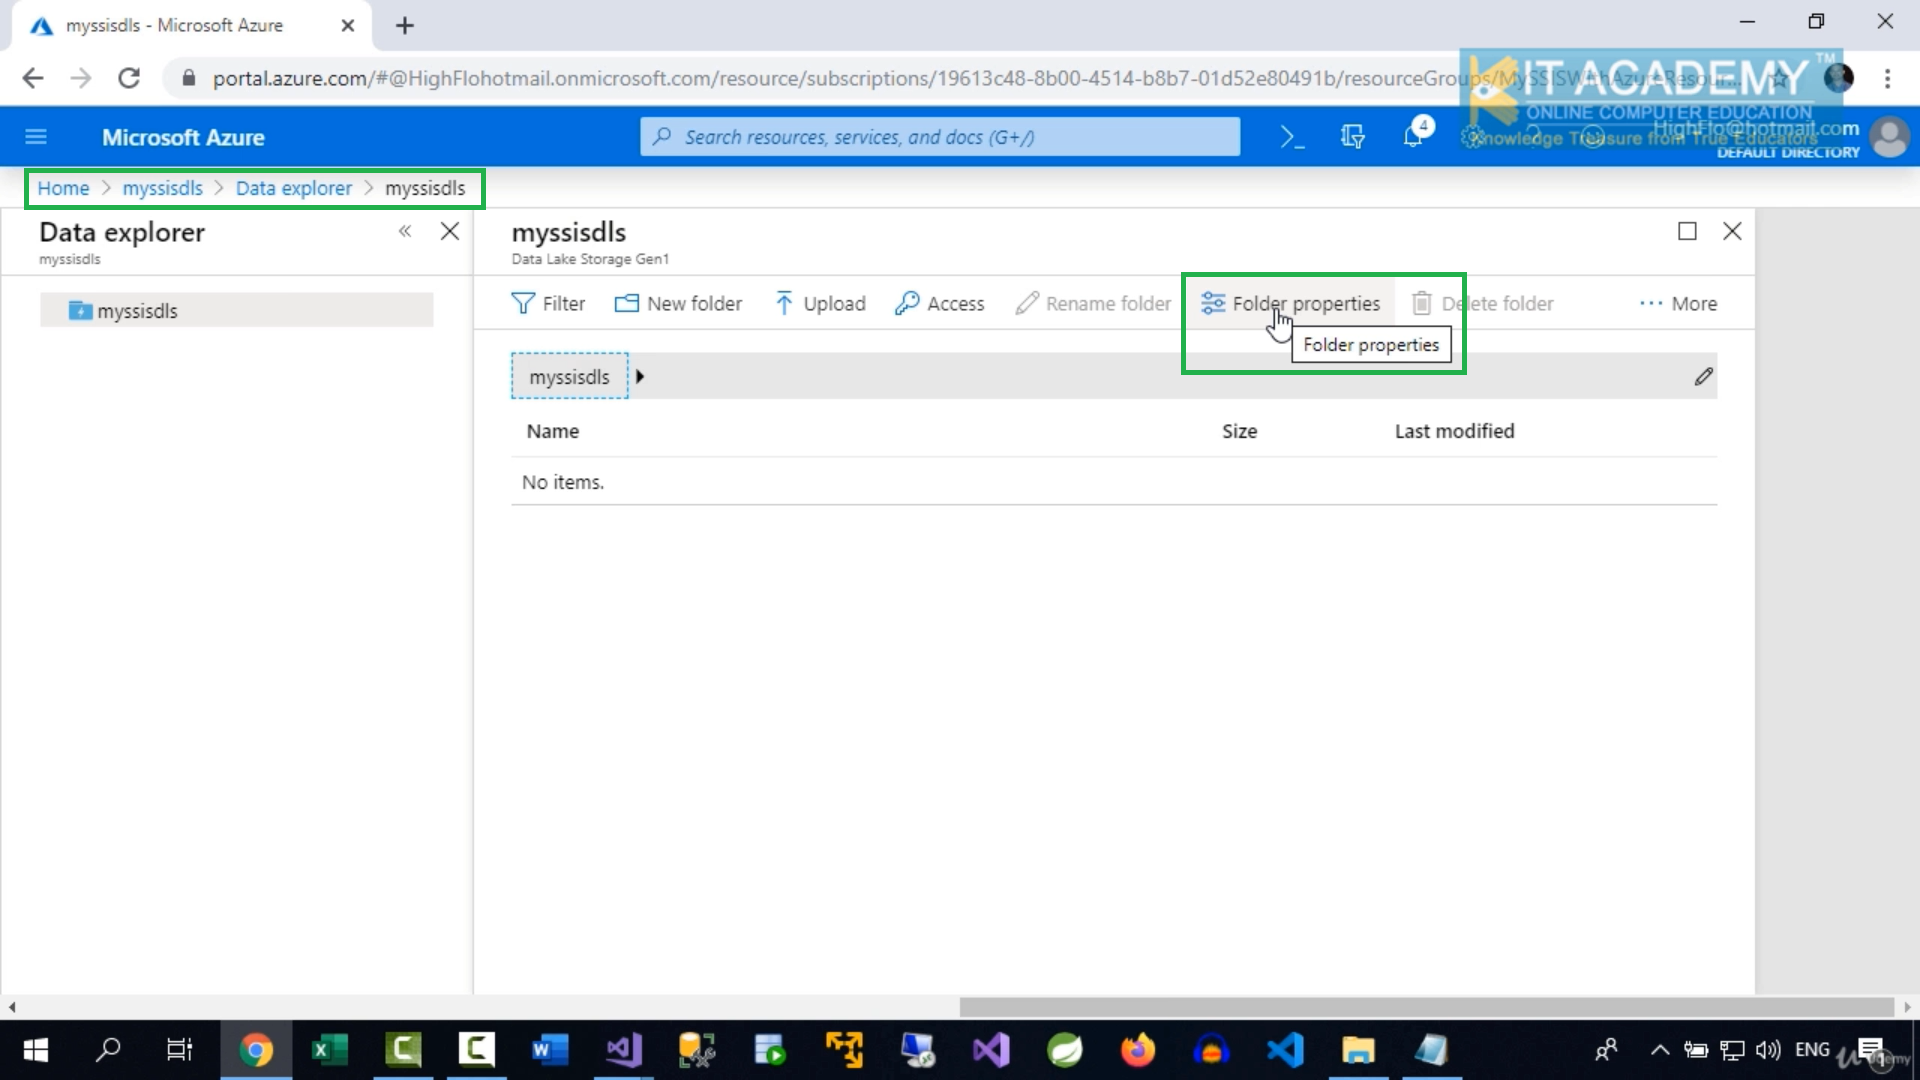 myssisdls - Microsoft Azure
portal.azure.com/#@HighFlohotmail.onmicrosoft.com/resource/subscriptions/19613c48-8b00-4514-b8b7-01d52e80491b/resourceGroups/MySSISWithAzureResour...
KIT ACADEMY TM
ONLINE COMPUTER EDUCATION
Knowledge Treasure from True Educators
Microsoft Azure
Search resources, services, and docs (G+/)
4
HighFlo@hotmail.com
DEFAULT DIRECTORY
Home > myssisdls > Data explorer > myssisdls
Data explorer
myssisdls
myssisdls
myssisdls
Data Lake Storage Gen1
Filter New folder Upload Access Rename folder Folder properties Delete folder ... More
Folder properties
myssisdls
Name Size Last modified
No items.
ENG
udemy
1